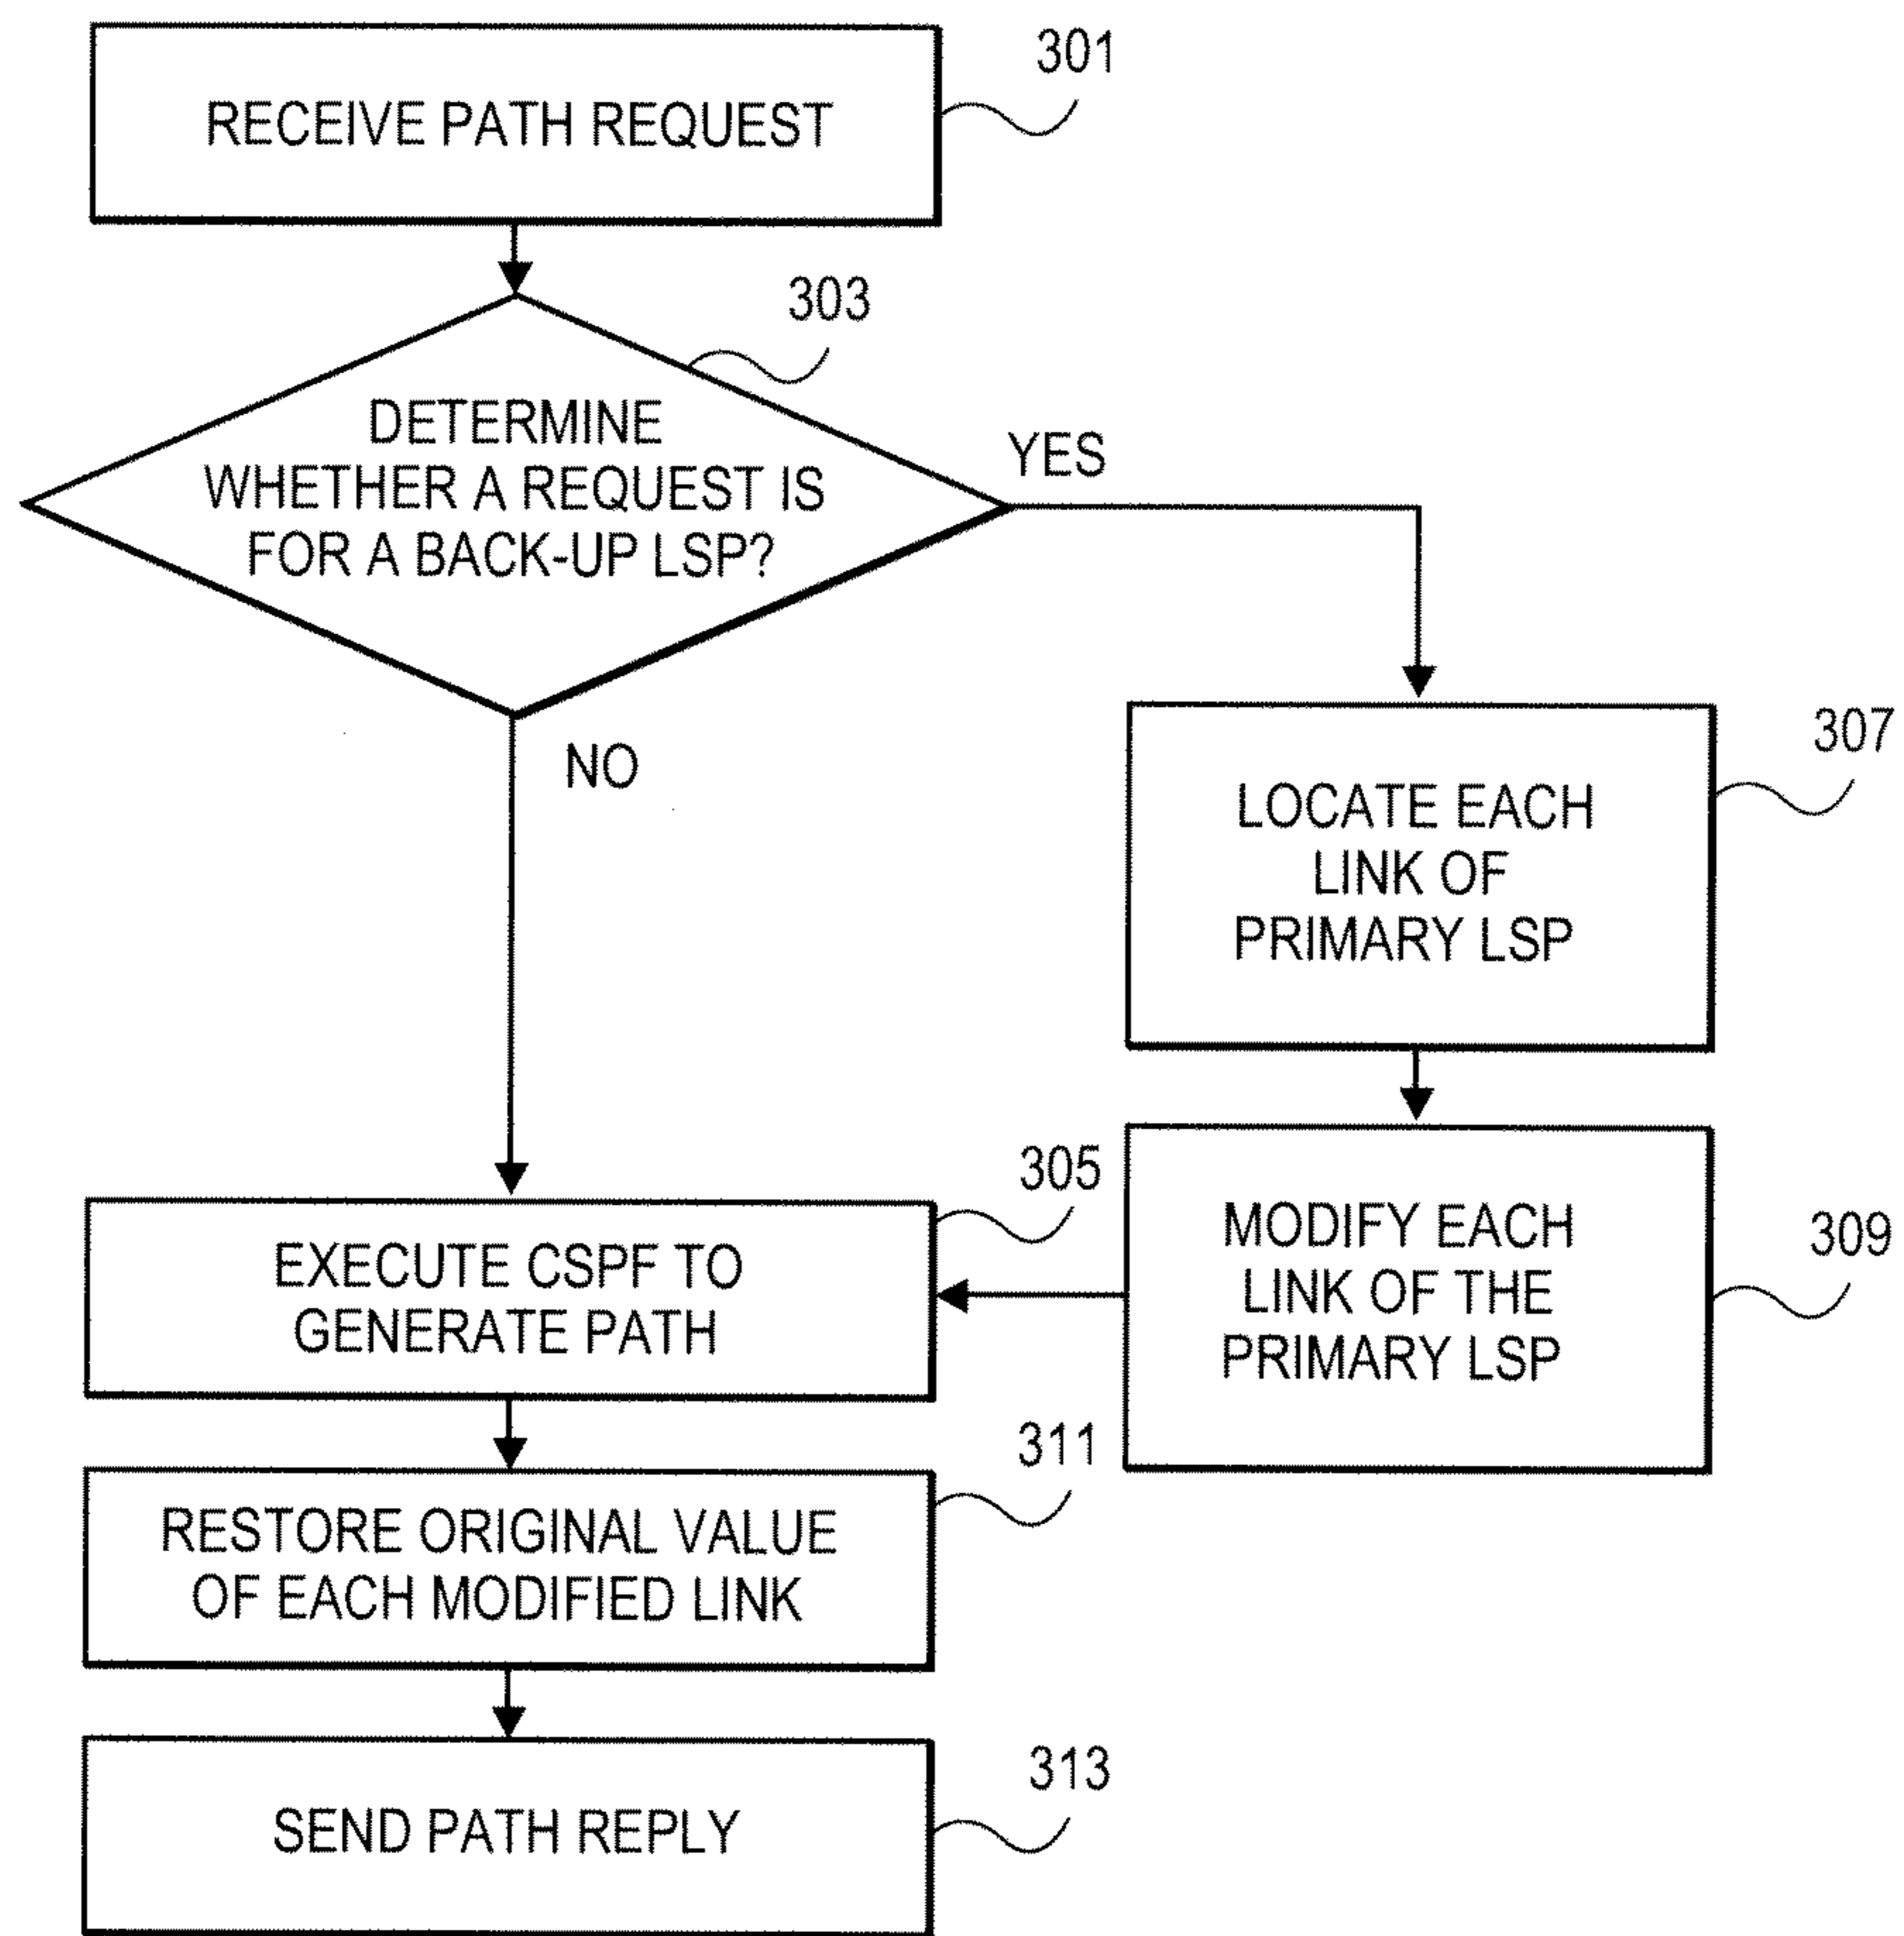 301
RECEIVE PATH REQUEST
303
DETERMINE
WHETHER A REQUEST IS
FOR A BACK-UP LSP?
YES
NO
307
LOCATE EACH
LINK OF
PRIMARY LSP
305
EXECUTE CSPF TO
GENERATE PATH
309
MODIFY EACH
LINK OF THE
PRIMARY LSP
311
RESTORE ORIGINAL VALUE
OF EACH MODIFIED LINK
313
SEND PATH REPLY